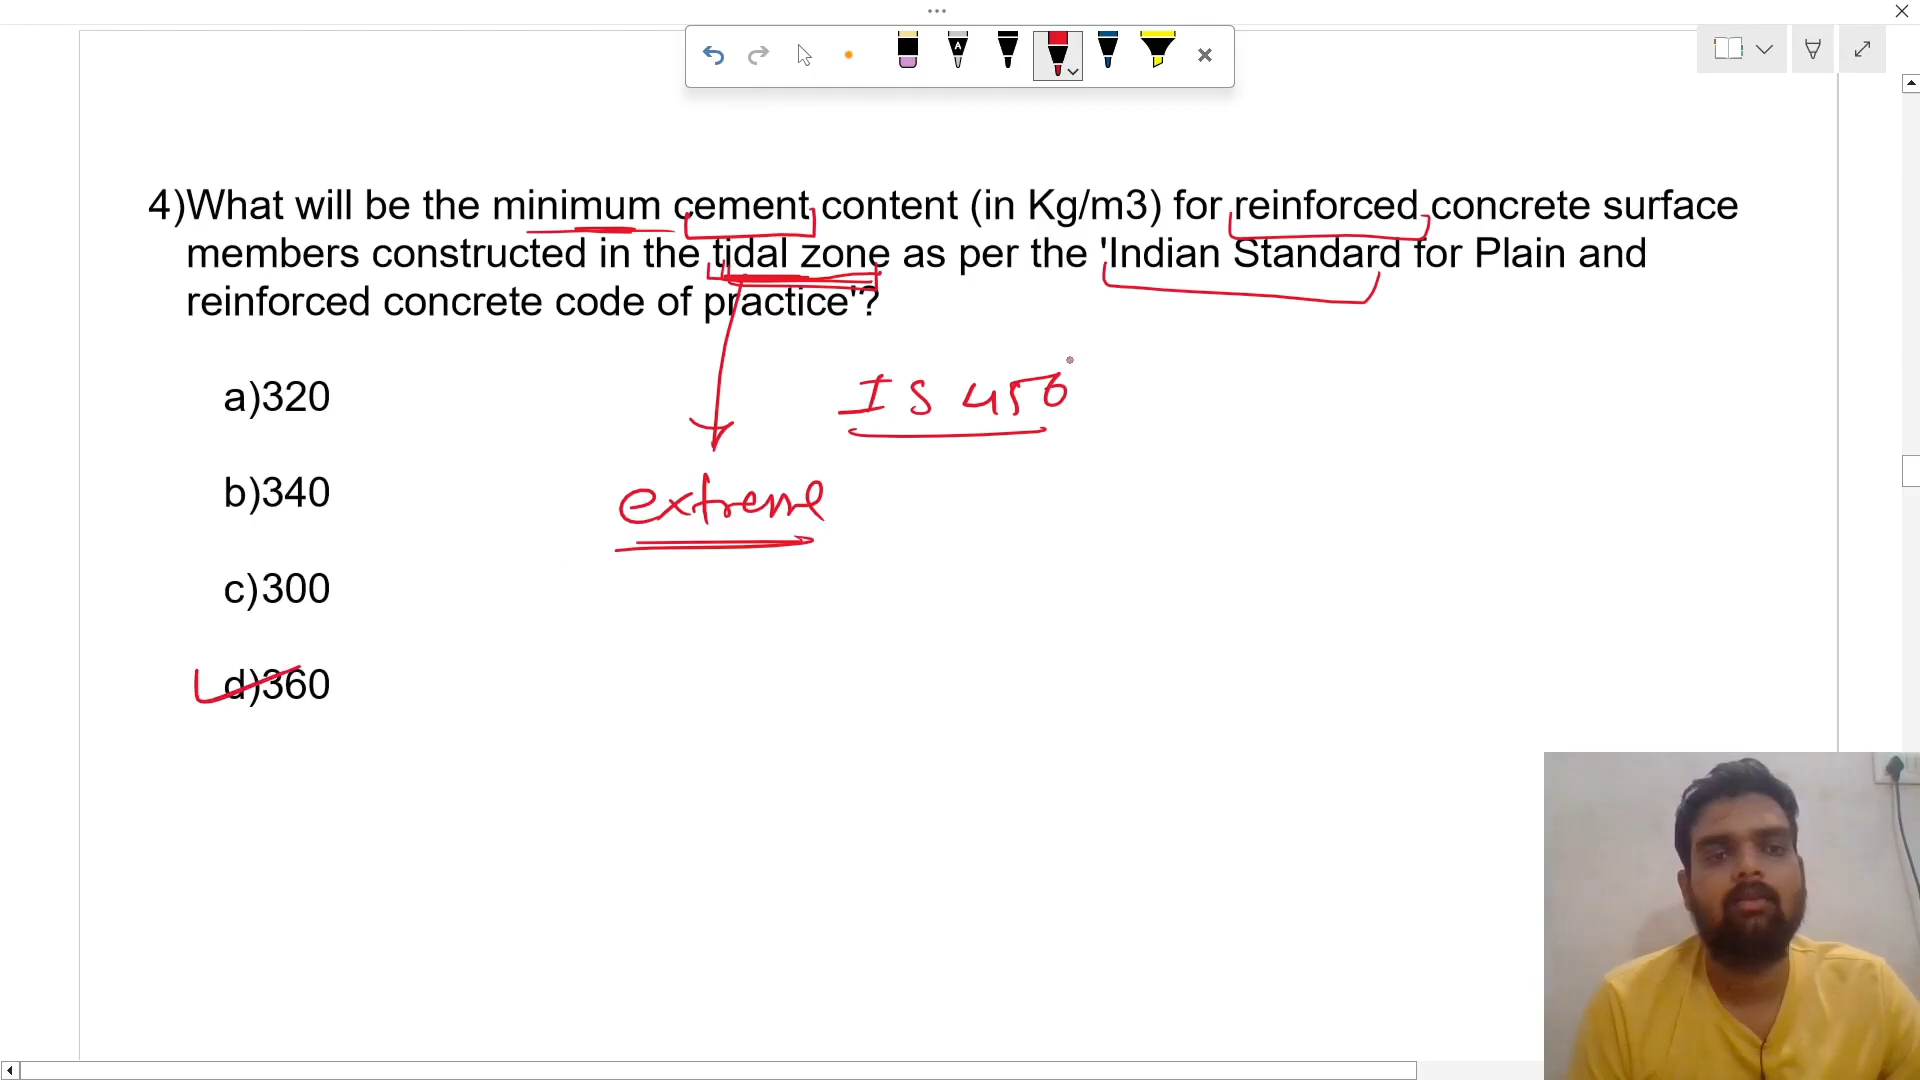 4)What will be the minimum cement content (in Kg/m3) for reinforced concrete surface
members constructed in the tidal zone as per the 'Indian Standard for Plain and
reinforced concrete code of practice'?
a)320
IS 456
b)340
extreme
c)300
d)360